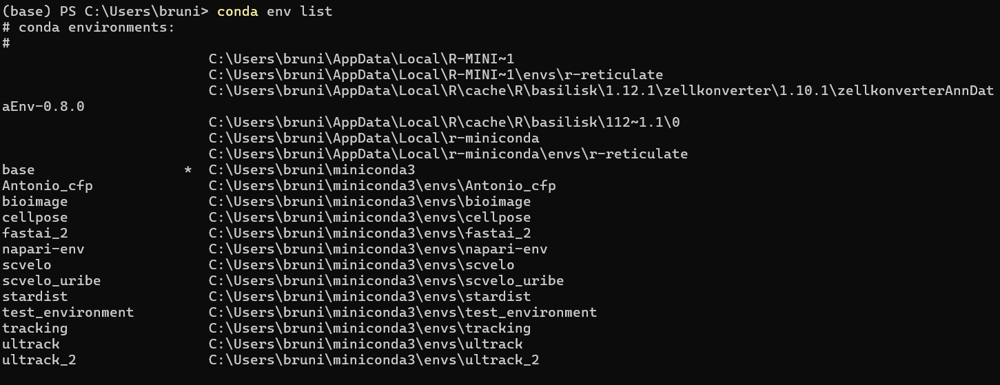 (base) PS C:\Users\bruni> conda env list
# conda environments:
#
C:\Users\bruni\AppData\Local\R-MINI~1
C:\Users\bruni\AppData\Local\R-MINI~1\envs\r-reticulate
C:\Users\bruni\AppData\Local\R\cache\R\basilisk\1.12.1\zellkonverter\1.10.1\zellkonverterAnnDat
aEnv-0.8.0
C:\Users\bruni\AppData\Local\R\cache\R\basilisk\112~1.1\0
C:\Users\bruni\AppData\Local\r-miniconda
C:\Users\bruni\AppData\Local\r-miniconda\envs\r-reticulate
base * C:\Users\bruni\miniconda3
Antonio_cfp C:\Users\bruni\miniconda3\envs\Antonio_cfp
bioimage C:\Users\bruni\miniconda3\envs\bioimage
cellpose C:\Users\bruni\miniconda3\envs\cellpose
fastai_2 C:\Users\bruni\miniconda3\envs\fastai_2
napari-env C:\Users\bruni\miniconda3\envs\napari-env
scvelo C:\Users\bruni\miniconda3\envs\scvelo
scvelo_uribe C:\Users\bruni\miniconda3\envs\scvelo_uribe
stardist C:\Users\bruni\miniconda3\envs\stardist
test_environment C:\Users\bruni\miniconda3\envs\test_environment
tracking C:\Users\bruni\miniconda3\envs\tracking
ultrack C:\Users\bruni\miniconda3\envs\ultrack
ultrack_2 C:\Users\bruni\miniconda3\envs\ultrack_2